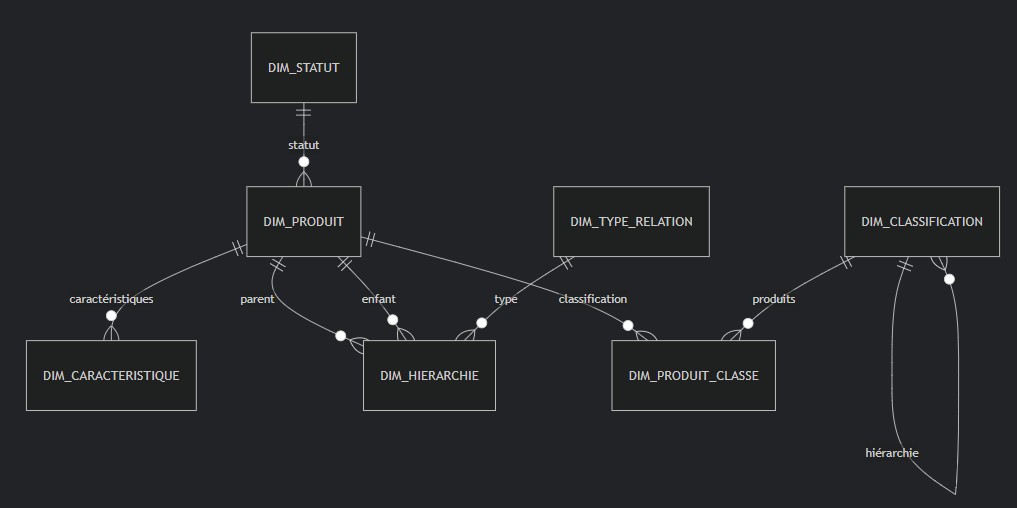 DIM_STATUT
statut
DIM_PRODUIT
DIM_TYPE_RELATION
DIM_CLASSIFICATION
caractéristiques
parent
enfant
type
classification
produits
DIM_CARACTERISTIQUE
DIM_HIERARCHIE
DIM_PRODUIT_CLASSE
hiérarchie